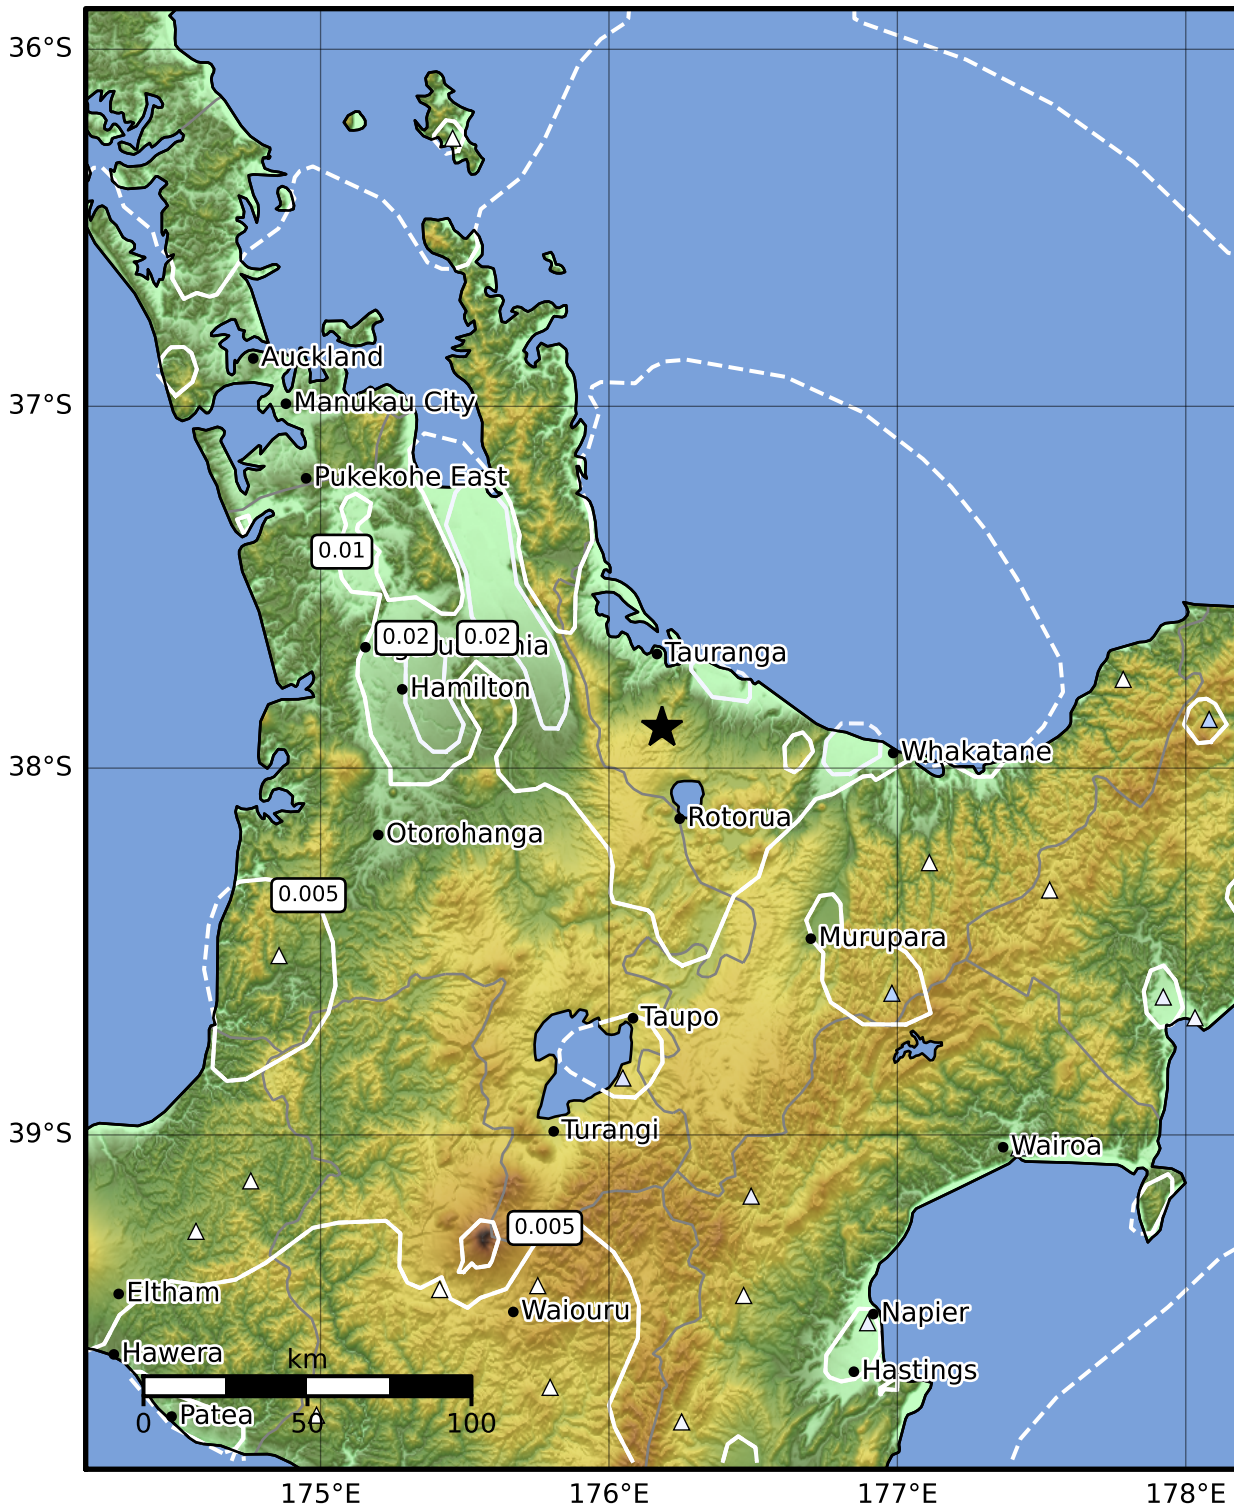 36°S
Auckland
37°S
Manukau City
Pukekohe East
0.01
0.02
0.02
Tauranga
Hamilton
Whakatane
38°S
Rotorua
Otorohanga
0.005
Murupara
Taupo
Turangi
39°S
Wairoa
0.005
Eltham
Waiouru
Napier
Hawera
km
Hastings
Patea
0
50
100
175°E
176°E
177°E
178°E